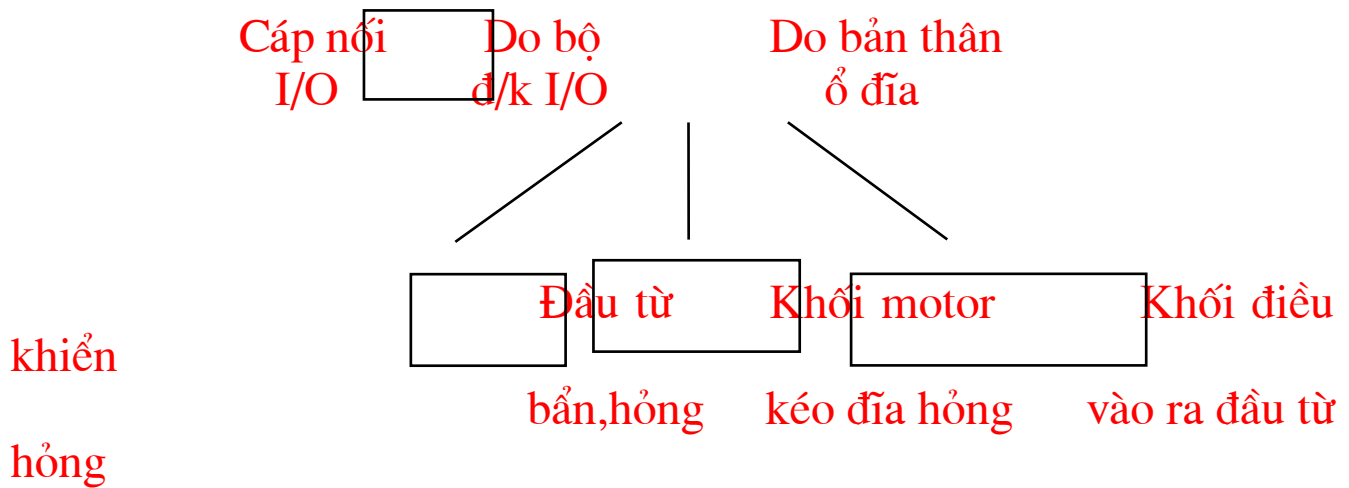 Cáp nối Do bộ Do bản thân
I/O đ/k I/O ổ đĩa
Đầu từ Khối motor Khối điều
khiển
bẩn,hỏng kéo đĩa hỏng vào ra đầu từ
hỏng